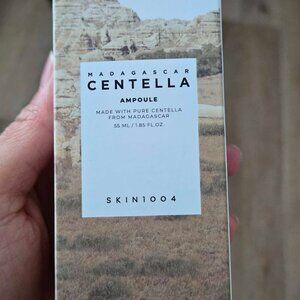 MADAGASCAR
CENTELLA
AMPOULE
MADE WITH PURE CENTELLA
FROM MADAGASCAR
55 ML / 1.85 FL.OZ.
SKIN1004